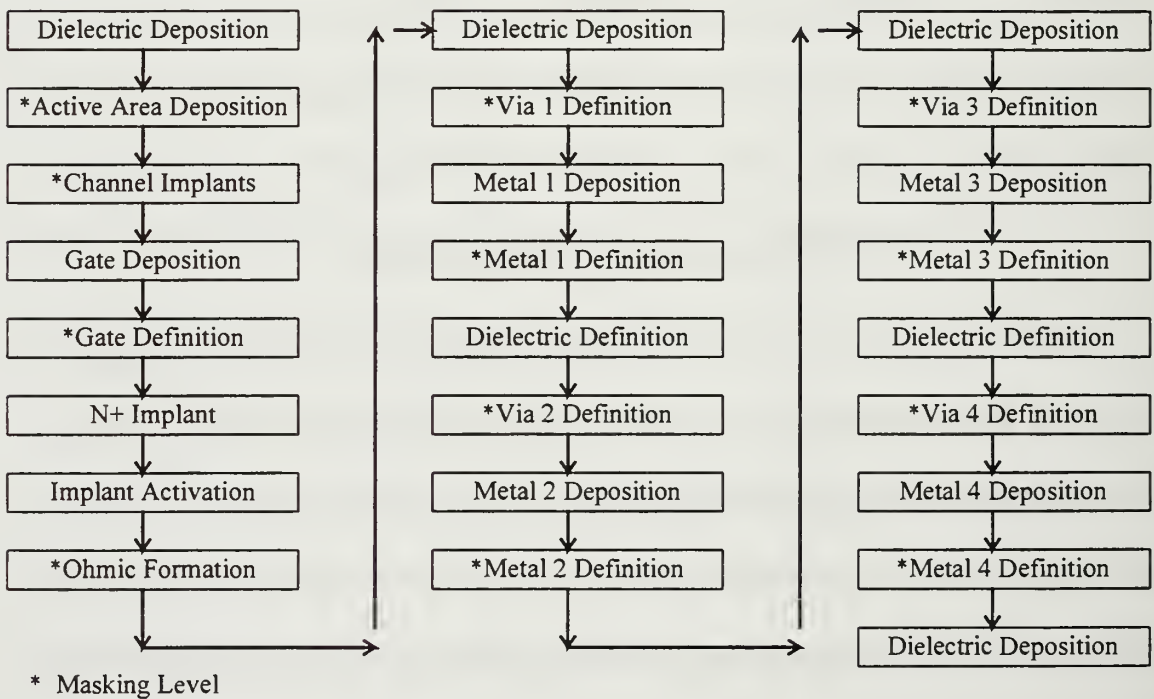 Dielectric Deposition
*Active Area Deposition
*Channel Implants
Gate Deposition
*Gate Definition
N+ Implant
Implant Activation
*Ohmic Formation
Dielectric Deposition
*Via 1 Definition
Metal 1 Deposition
*Metal 1 Definition
Dielectric Definition
*Via 2 Definition
Metal 2 Deposition
*Metal 2 Definition
Dielectric Deposition
*Via 3 Definition
Metal 3 Deposition
*Metal 3 Definition
Dielectric Definition
*Via 4 Definition
Metal 4 Deposition
*Metal 4 Definition
Dielectric Deposition
* Masking Level